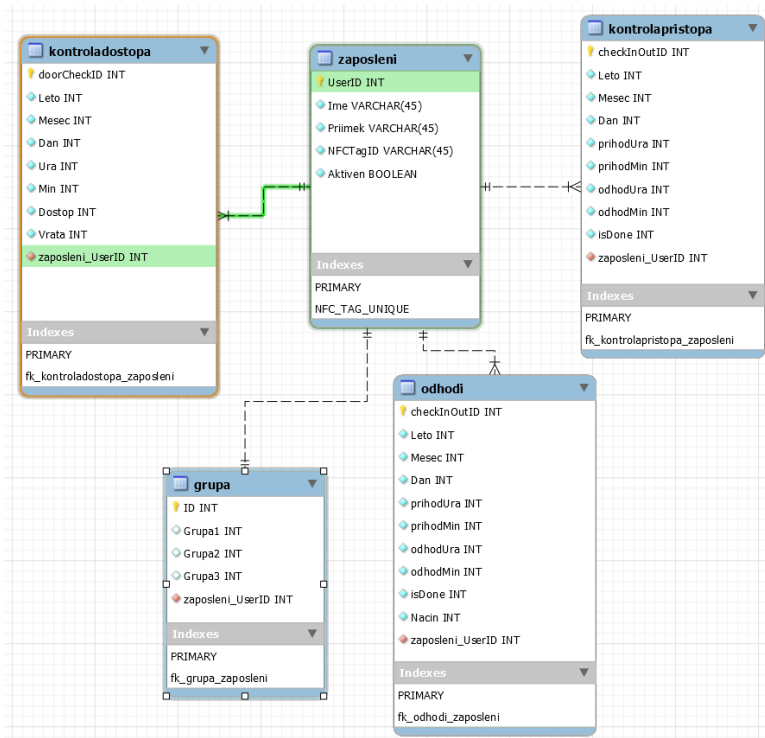 kontroladostopa
doorCheckID INT
Leto INT
Mesec INT
Dan INT
Ura INT
Min INT
Dostop INT
Vrata INT
zaposleni_UserID INT
Indexes
PRIMARY
fk_kontroladostopa_zaposleni
zaposleni
UserID INT
Ime VARCHAR(45)
Priimek VARCHAR(45)
NFCTagID VARCHAR(45)
Aktiven BOOLEAN
Indexes
PRIMARY
NFC_TAG_UNIQUE
kontrolapristopa
checkInOutID INT
Leto INT
Mesec INT
Dan INT
prihodUra INT
prihodMin INT
odhodUra INT
odhodMin INT
isDone INT
zaposleni_UserID INT
Indexes
PRIMARY
fk_kontrolapristopa_zaposleni
grupa
ID INT
Grupa1 INT
Grupa2 INT
Grupa3 INT
zaposleni_UserID INT
Indexes
PRIMARY
fk_grupa_zaposleni
odhodi
checkInOutID INT
Leto INT
Mesec INT
Dan INT
prihodUra INT
prihodMin INT
odhodUra INT
odhodMin INT
isDone INT
Nacin INT
zaposleni_UserID INT
Indexes
PRIMARY
fk_odhodi_zaposleni